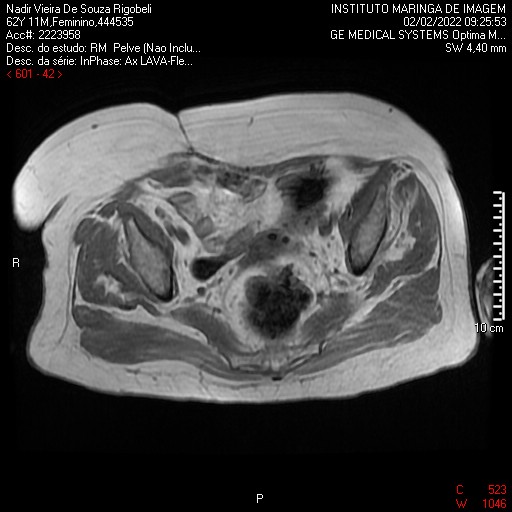 Nadir Vieira De Souza Rigobeli
62Y 11M,Feminino,444535
Acc#: 2223958
Desc. do estudo: RM Pelve (Nao Inclu...
Desc. da série: InPhase: Ax LAVA-Fle...
< 601 - 42 >
INSTITUTO MARINGA DE IMAGEM
02/02/2022 09:25:53
GE MEDICAL SYSTEMS Optima M...
SW 4,40 mm
R
10 cm
P
C 523
W 1046